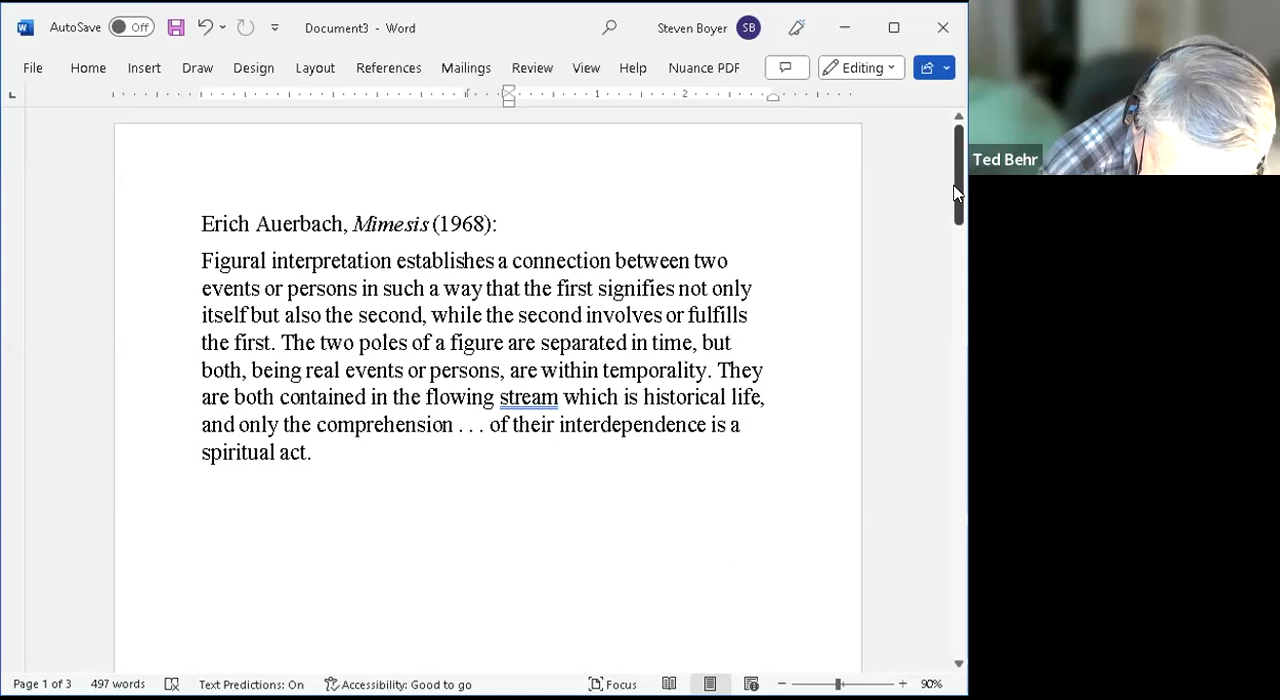 AutoSave Off Document3 - Word Steven Boyer SB
File Home Insert Draw Design Layout References Mailings Review View Help Nuance PDF Editing
1 2
Ted Behr
Erich Auerbach, Mimesis (1968):
Figural interpretation establishes a connection between two
events or persons in such a way that the first signifies not only
itself but also the second, while the second involves or fulfills
the first. The two poles of a figure are separated in time, but
both, being real events or persons, are within temporality. They
are both contained in the flowing stream which is historical life,
and only the comprehension . . . of their interdependence is a
spiritual act.
Page 1 of 3 497 words Text Predictions: On Accessibility: Good to go Focus 90%